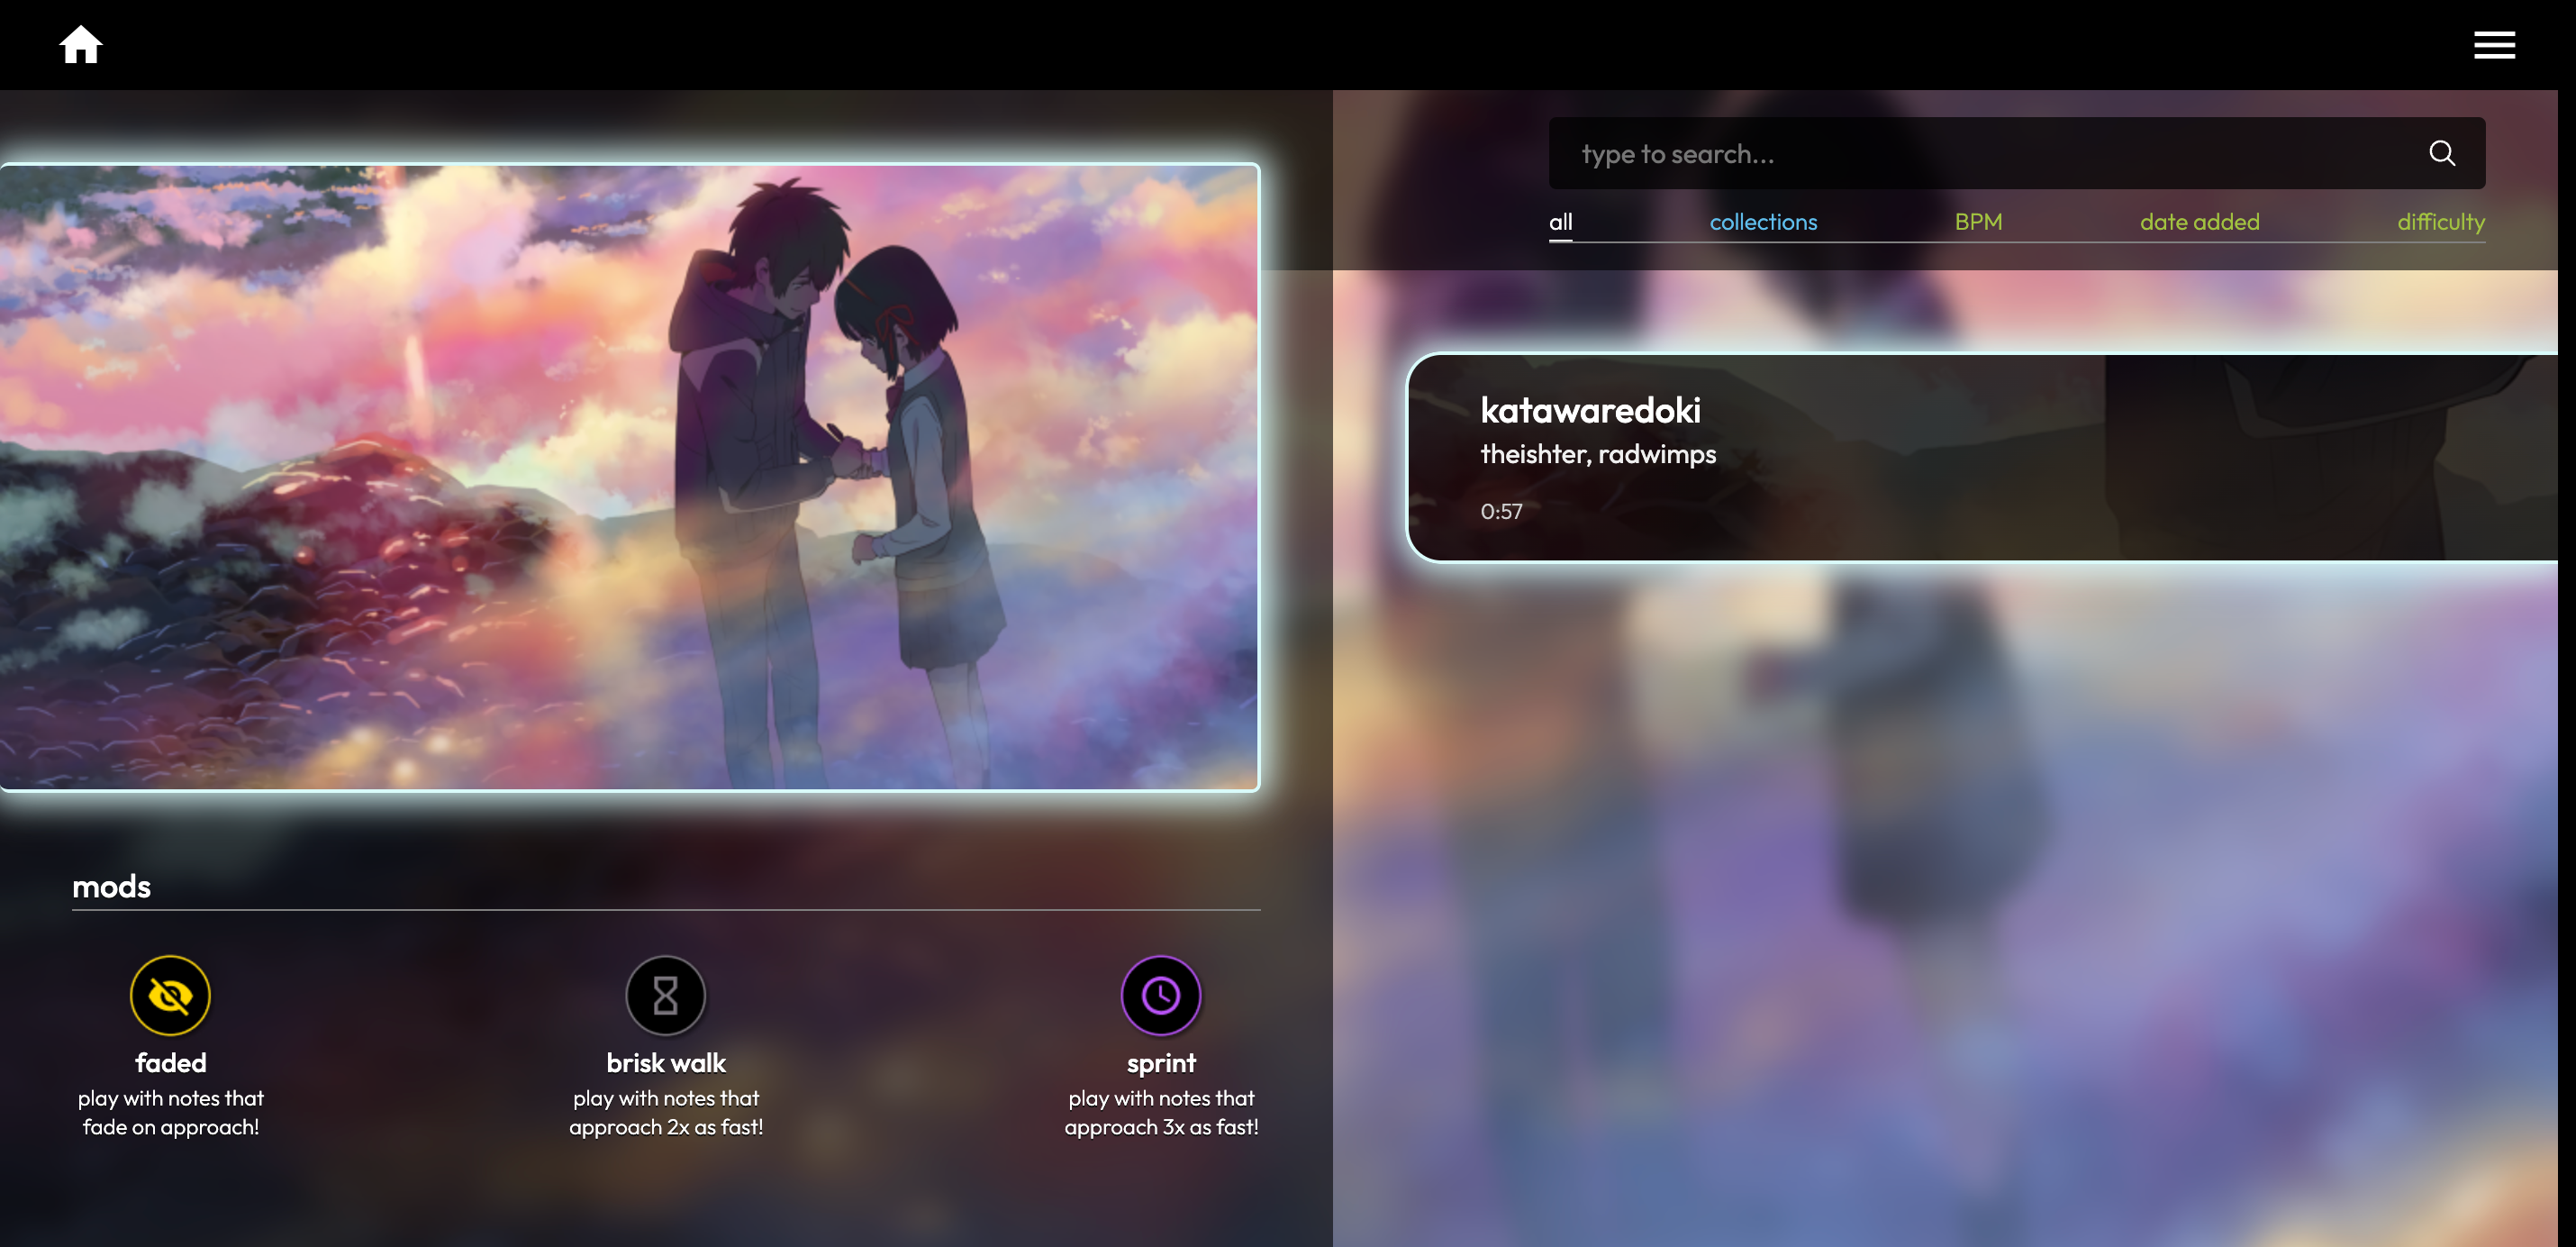 type to search...
all collections BPM date added difficulty
katawaredoki
theishter, radwimps
0:57
mods
faded
play with notes that
fade on approach!
brisk walk
play with notes that
approach 2x as fast!
sprint
play with notes that
approach 3x as fast!